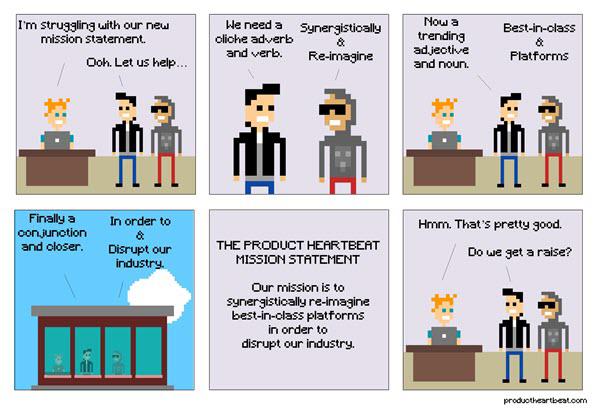 I'm struggling with our new
mission statement.
Ooh. Let us help...
We need a
cliche adverb
and verb.
Synergistically
&
Re-imagine
Now a
trending
adjective
and noun.
Best-in-class
&
Platforms
Finally a
conjunction
and closer.
In order to
&
Disrupt our
industry.
THE PRODUCT HEARTBEAT
MISSION STATEMENT
Our mission is to
synergistically re-imagine
best-in-class platforms
in order to
disrupt our industry.
Hmm. That's pretty good.
Do we get a raise?
productheartbeat.com